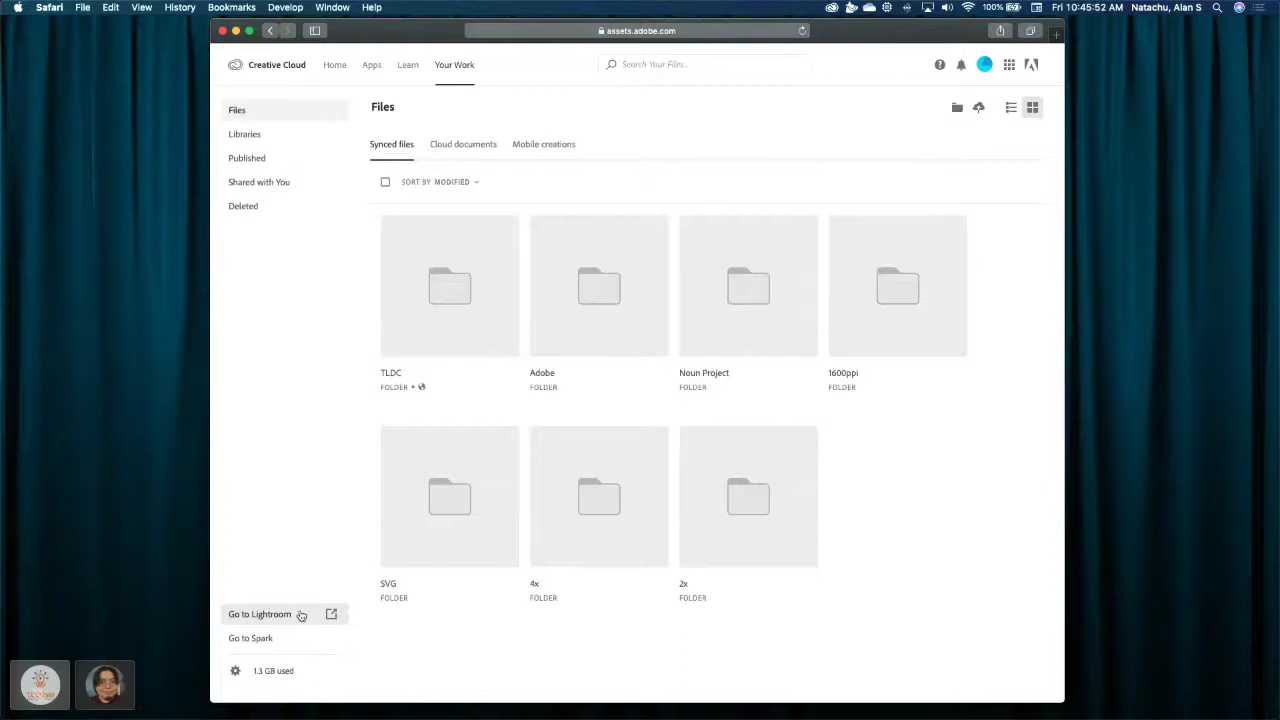 Safari File Edit View History Bookmarks Develop Window Help 100% Fri 10:45:52 Natachu, Alan S
assets.adobe.com
Creative Cloud Home Apps Learn Your Work Search Your Files...
Files
Libraries
Published
Shared with You
Deleted
Files
Synced files Cloud documents Mobile creations
SORT BY MODIFIED
TLDC Adobe Noun Project 1600ppi
FOLDER • FOLDER FOLDER FOLDER
SVG 4x 2x
FOLDER FOLDER FOLDER
Go to Lightroom
Go to Spark
1.3 GB used